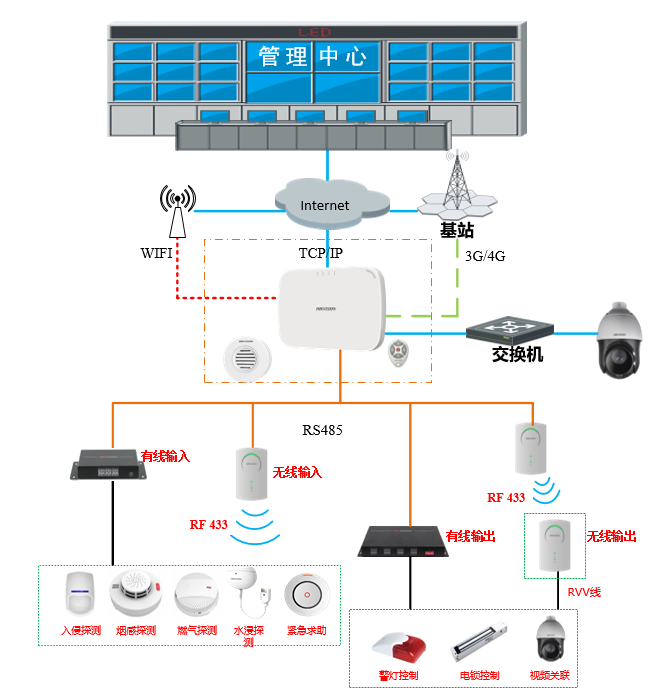 LED
管理中心
Internet
基站
WIFI
TCP/IP
3G/4G
HIKVISION
交换机
RS485
有线输入
无线输入
RF 433
RF 433
有线输出
无线输出
RVV线
入侵探测
烟感探测
燃气探测
水浸探
测
紧急求助
警灯控制
电锁控制
视频关联